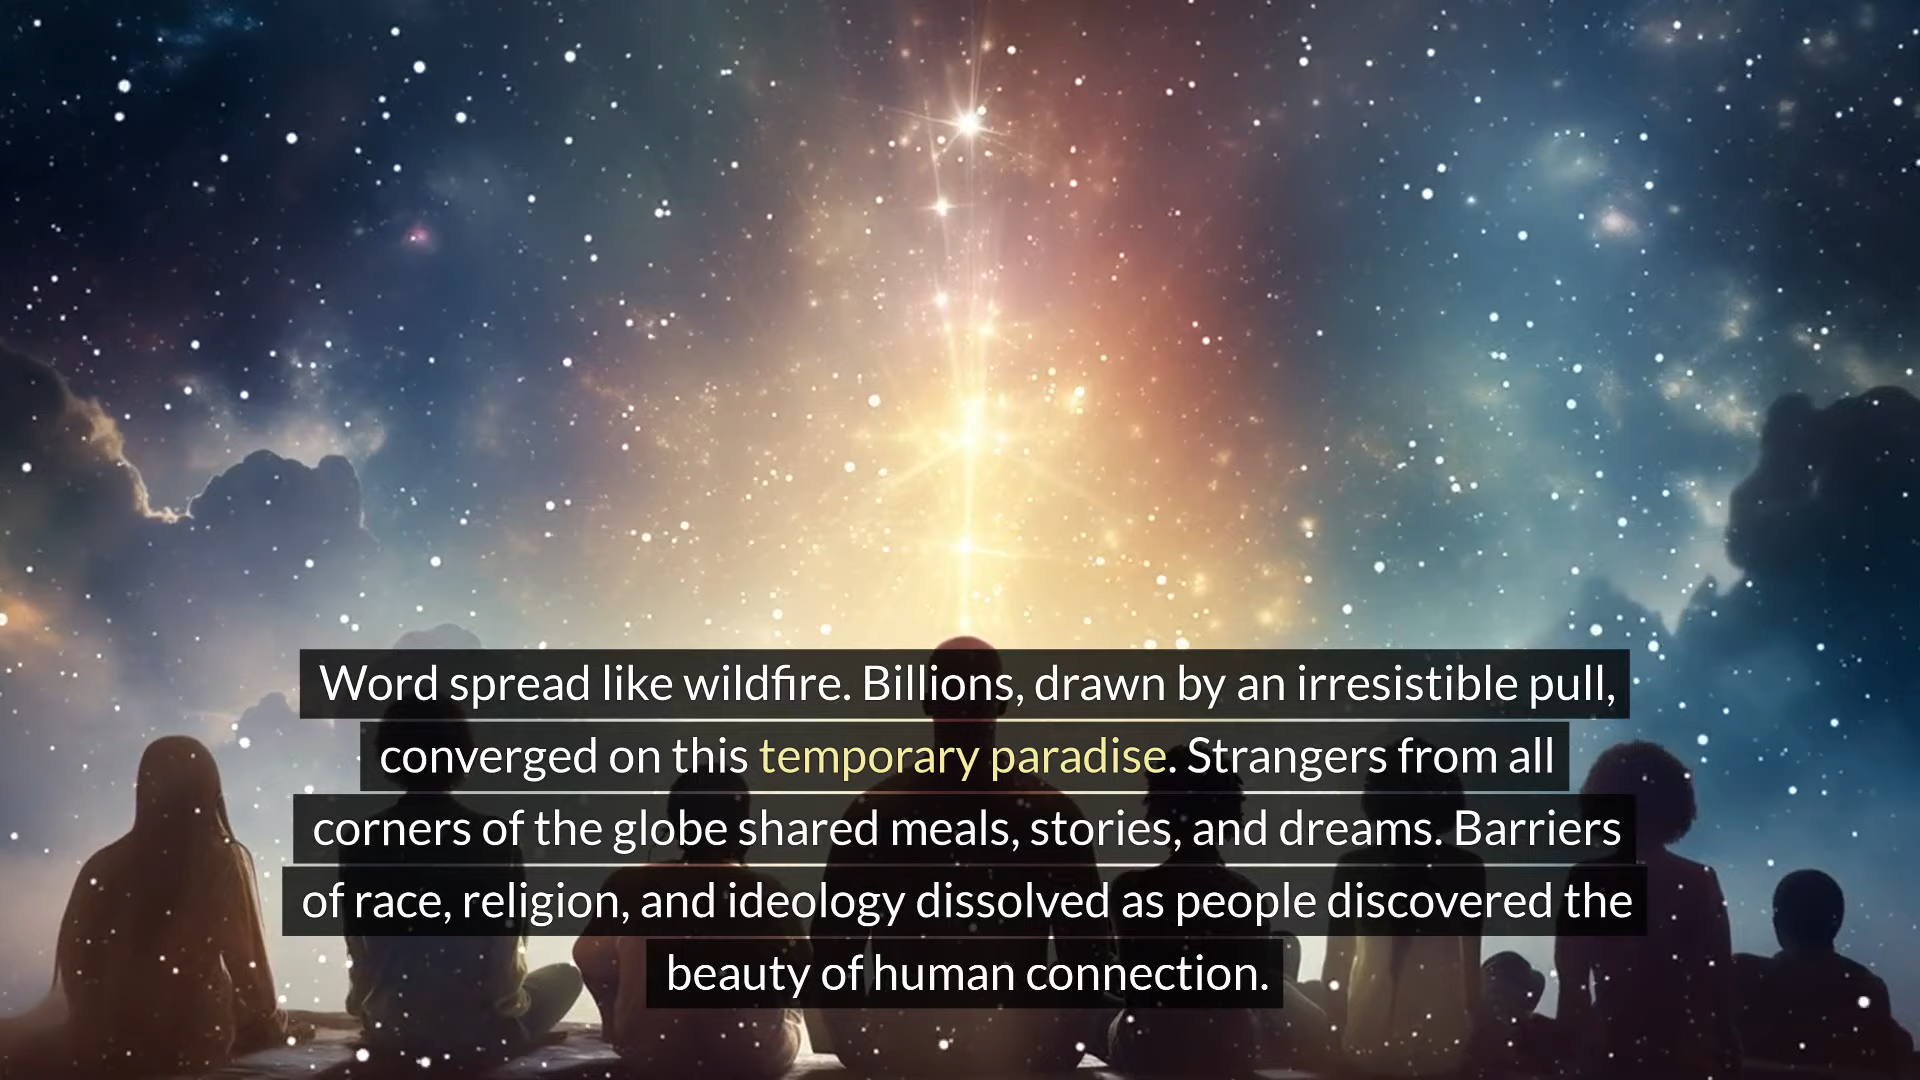 Word spread like wildfire. Billions, drawn by an irresistible pull,
converged on this temporary paradise. Strangers from all
corners of the globe shared meals, stories, and dreams. Barriers
of race, religion, and ideology dissolved as people discovered the
beauty of human connection.